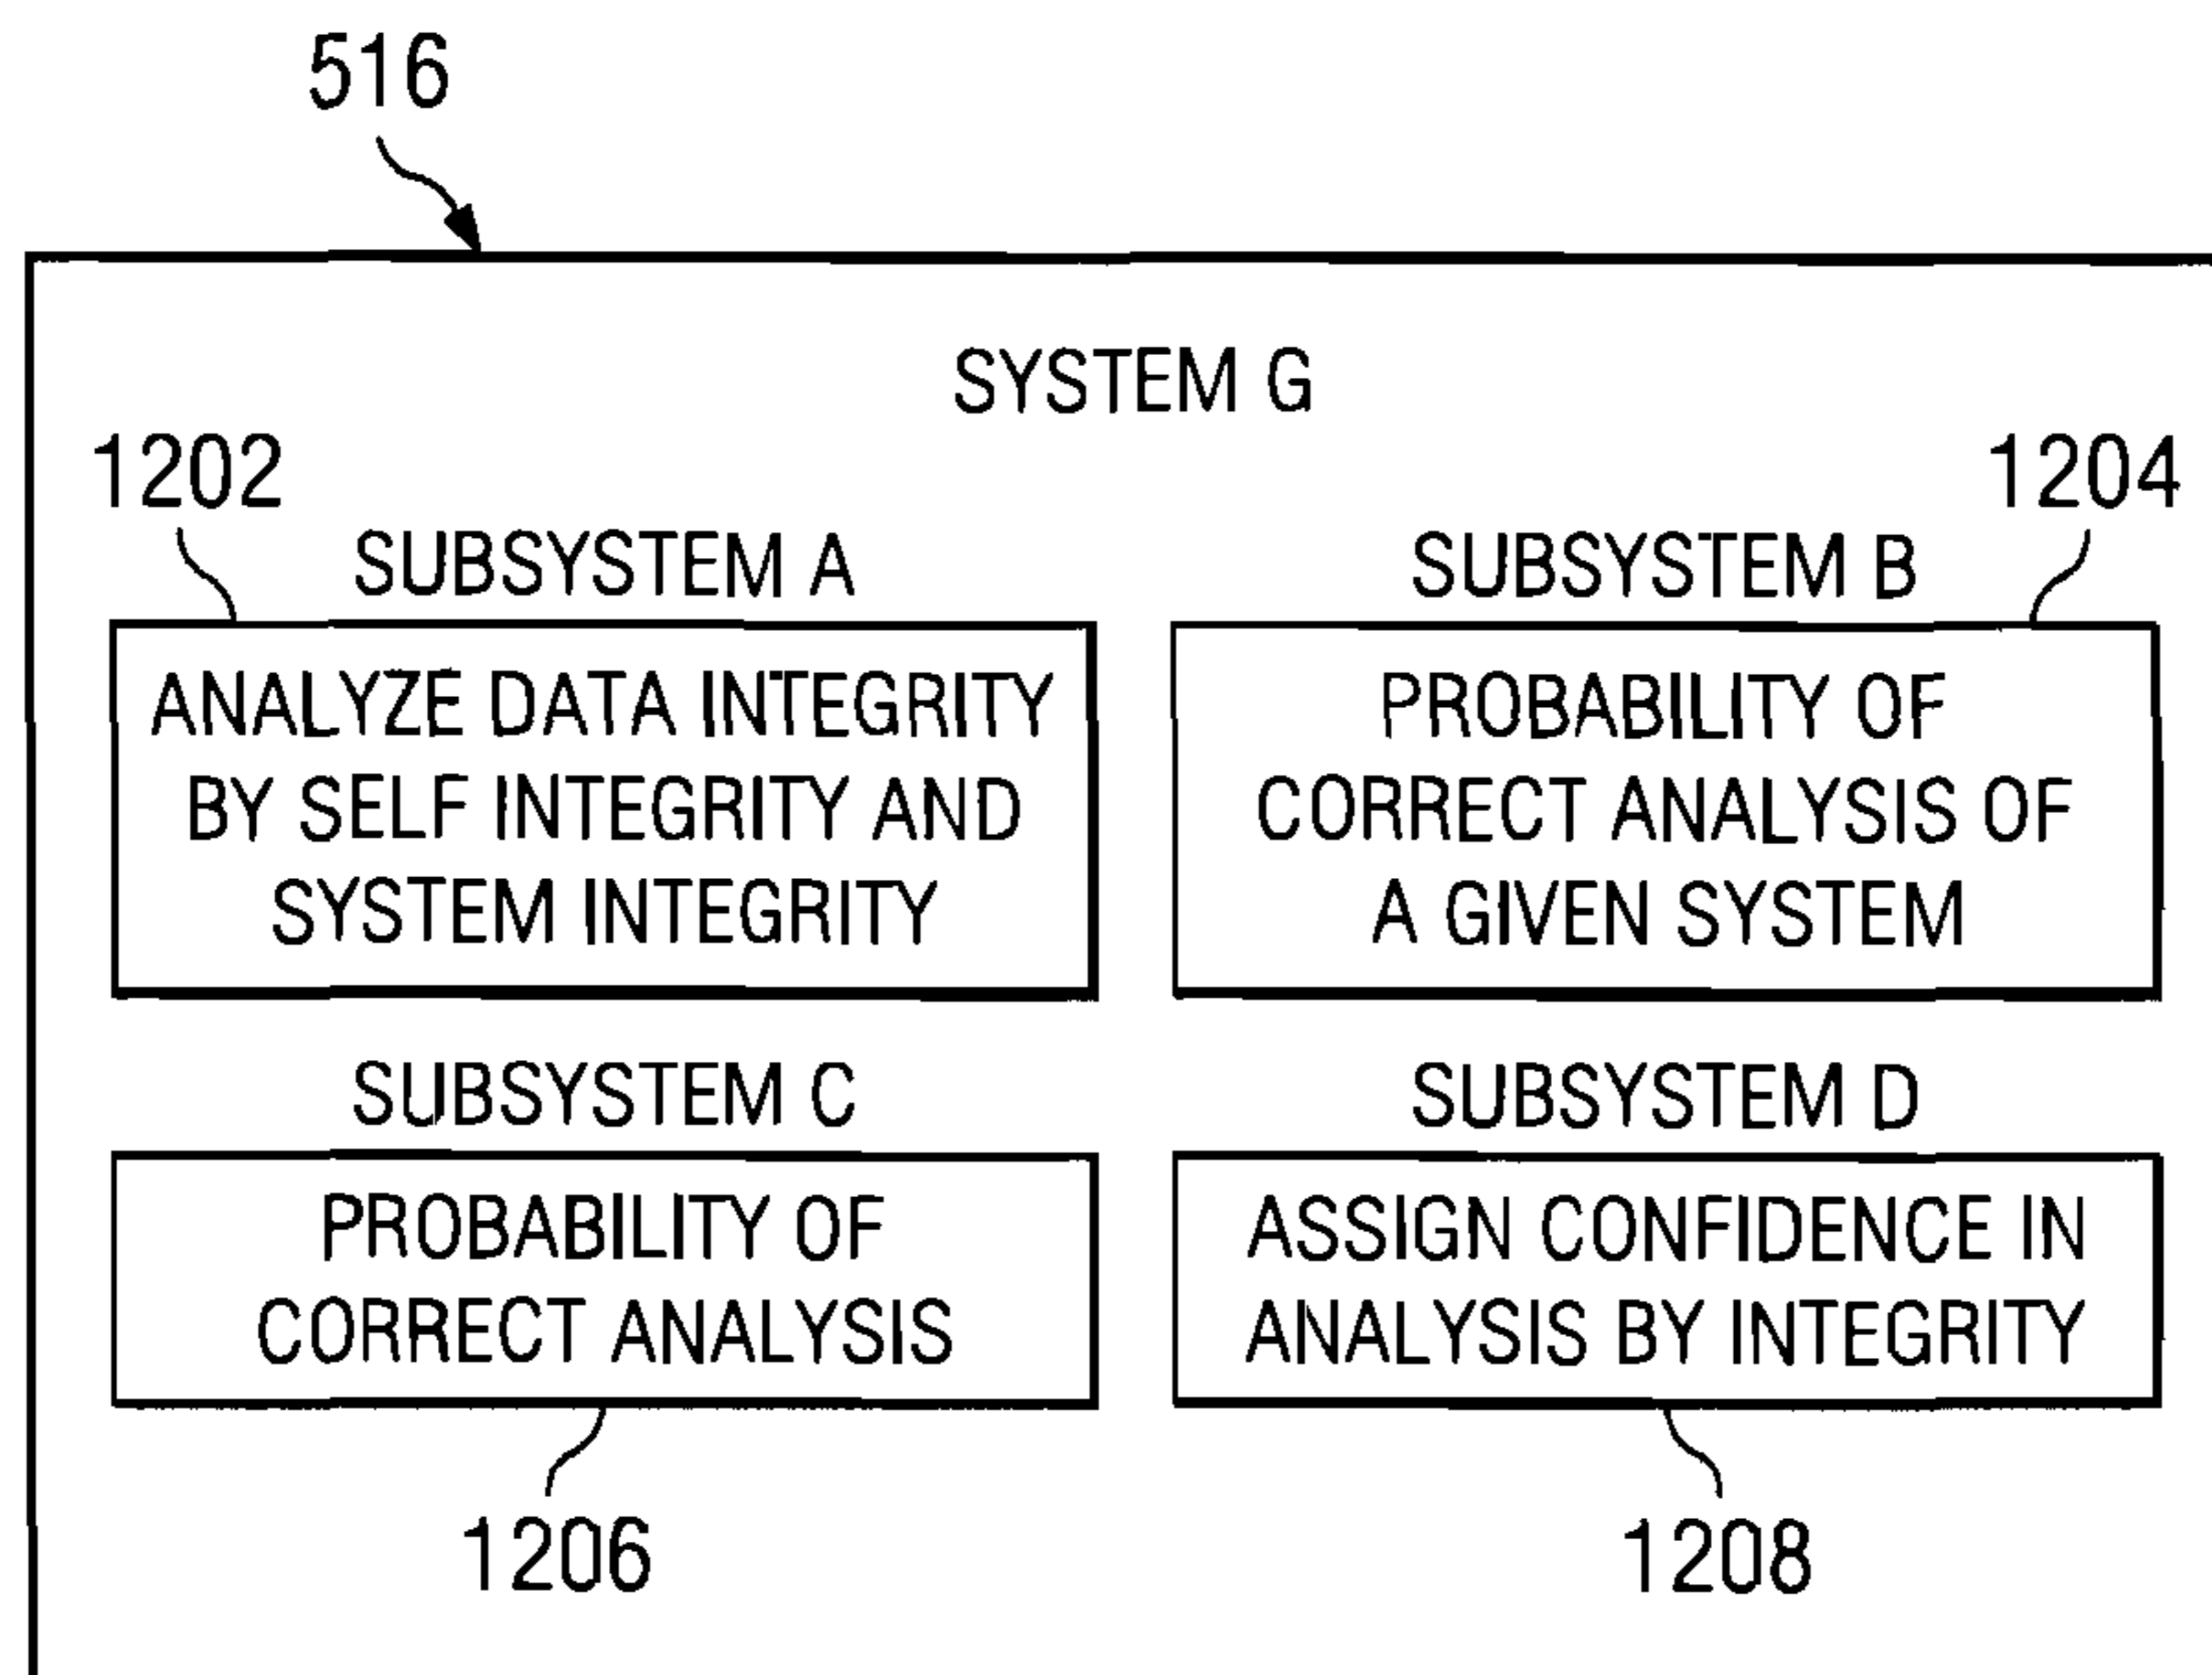 516
SYSTEM G
1202
1204
SUBSYSTEM A
ANALYZE DATA INTEGRITY
BY SELF INTEGRITY AND
SYSTEM INTEGRITY
SUBSYSTEM B
PROBABILITY OF
CORRECT ANALYSIS OF
A GIVEN SYSTEM
SUBSYSTEM C
PROBABILITY OF
CORRECT ANALYSIS
SUBSYSTEM D
ASSIGN CONFIDENCE IN
ANALYSIS BY INTEGRITY
1206
1208